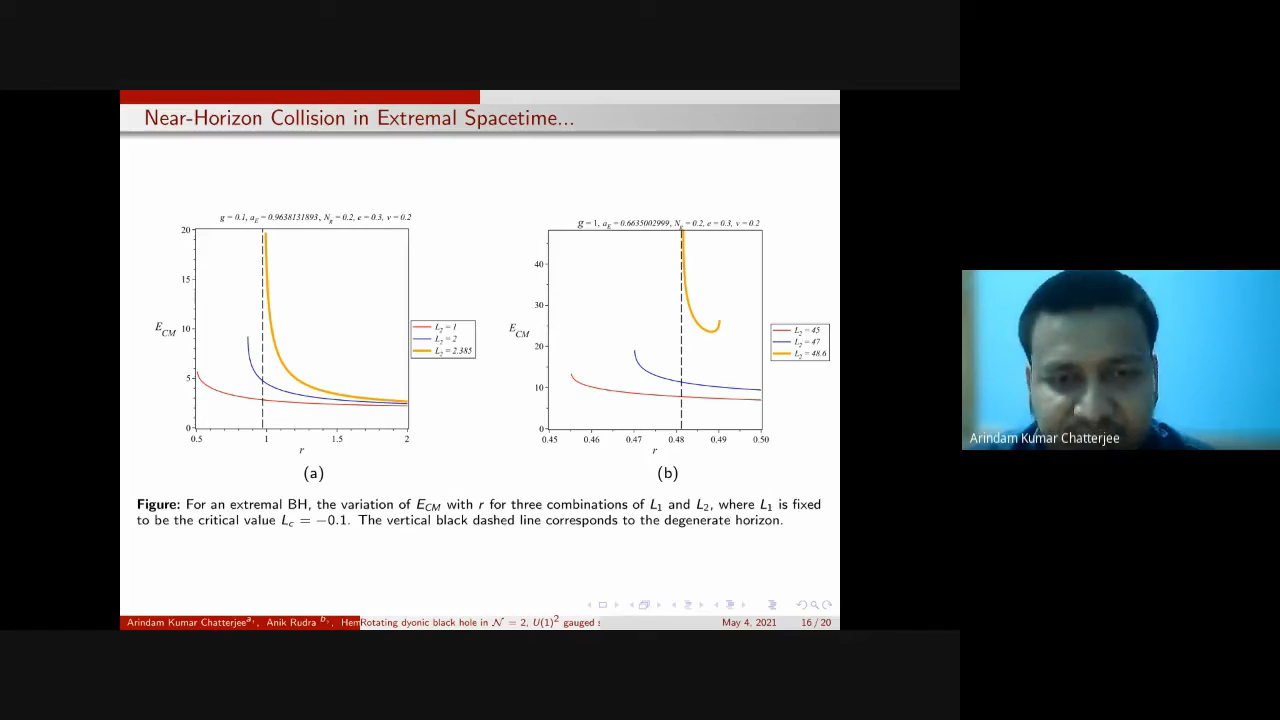 Near-Horizon Collision in Extremal Spacetime...
g = 0.1, a_E = 0.9638131893, N_g = 0.2, e = 0.3, v = 0.2
20
15
10
5
0
E_CM
0.5 1 1.5 2
r
L_2 = 1
L_2 = 2
L_2 = 2.385
(a)
g = 1, a_E = 0.6635002999, N_g = 0.2, e = 0.3, v = 0.2
40
30
20
10
0
E_CM
0.45 0.46 0.47 0.48 0.49 0.50
r
L_2 = 45
L_2 = 47
L_2 = 48.6
(b)
Figure: For an extremal BH, the variation of E_CM with r for three combinations of L_1 and L_2, where L_1 is fixed
to be the critical value L_c = −0.1. The vertical black dashed line corresponds to the degenerate horizon.
Arindam Kumar Chatterjee^a, Anik Rudra ^b, Hem Rotating dyonic black hole in 𝒩 = 2, U(1)^2 gauged s May 4, 2021 16 / 20
Arindam Kumar Chatterjee